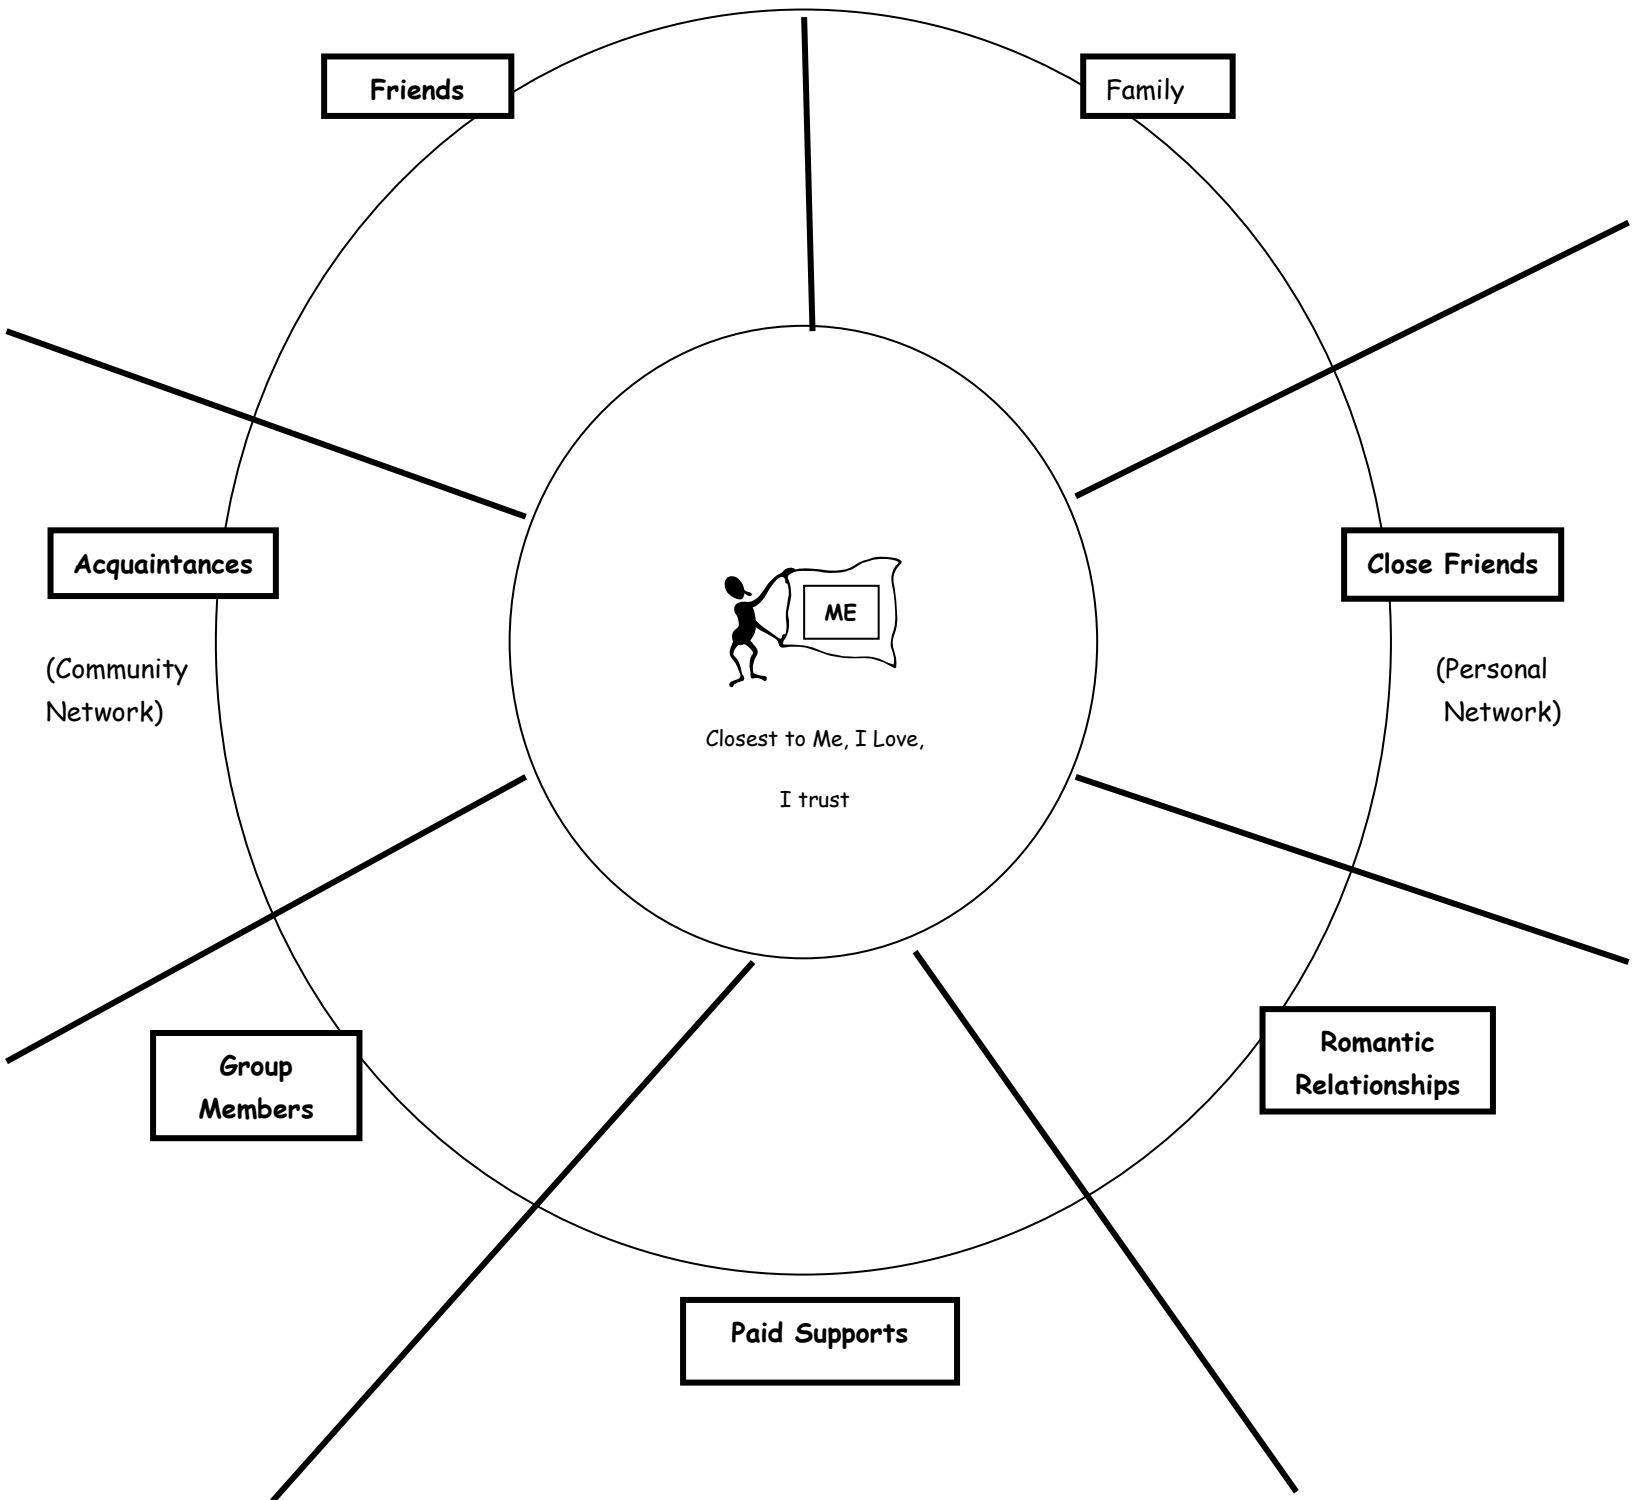 Friends
Family
Acquaintances
Close Friends
ME
(Community
Network)
(Personal
Network)
Closest to Me, I Love,
I trust
Group
Members
Romantic
Relationships
Paid Supports